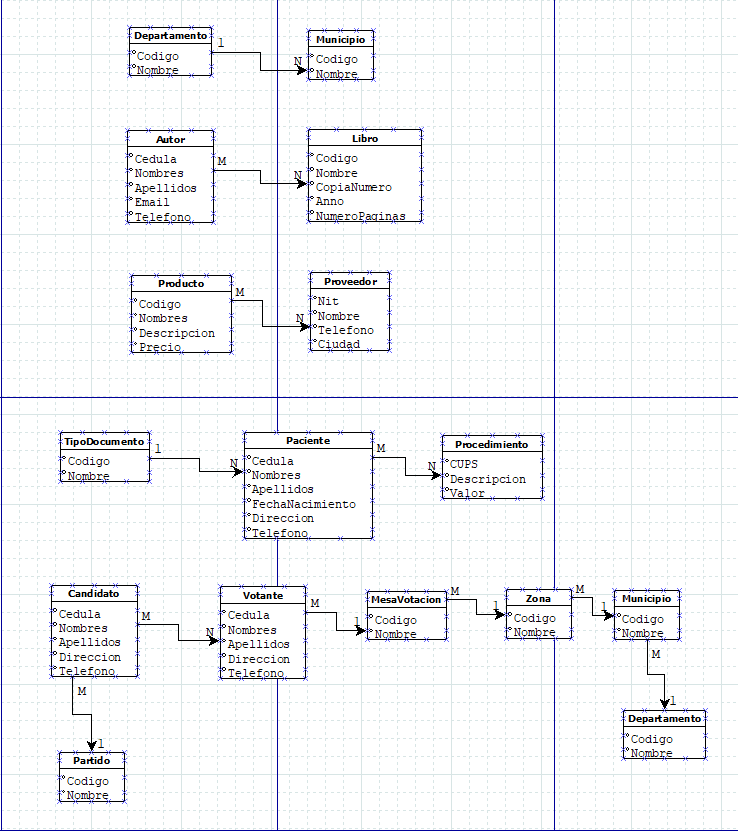 Departamento
Codigo
Nombre
1
N
Municipio
Codigo
Nombre
Autor
Cedula
Nombres
Apellidos
Email
Telefono
M
N
Libro
Codigo
Nombre
CopiaNumero
Anno
NumeroPaginas
Producto
Codigo
Nombres
Descripcion
Precio
M
N
Proveedor
Nit
Nombre
Telefono
Ciudad
TipoDocumento
Codigo
Nombre
1
N
Paciente
Cedula
Nombres
Apellidos
FechaNacimiento
Direccion
Telefono
M
N
Procedimiento
CUPS
Descripcion
Valor
Candidato
Cedula
Nombres
Apellidos
Direccion
Telefono
M
N
Votante
Cedula
Nombres
Apellidos
Direccion
Telefono
M
1
MesaVotacion
Codigo
Nombre
M
1
Zona
Codigo
Nombre
M
1
Municipio
Codigo
Nombre
M
1
Departamento
Codigo
Nombre
M
1
Partido
Codigo
Nombre